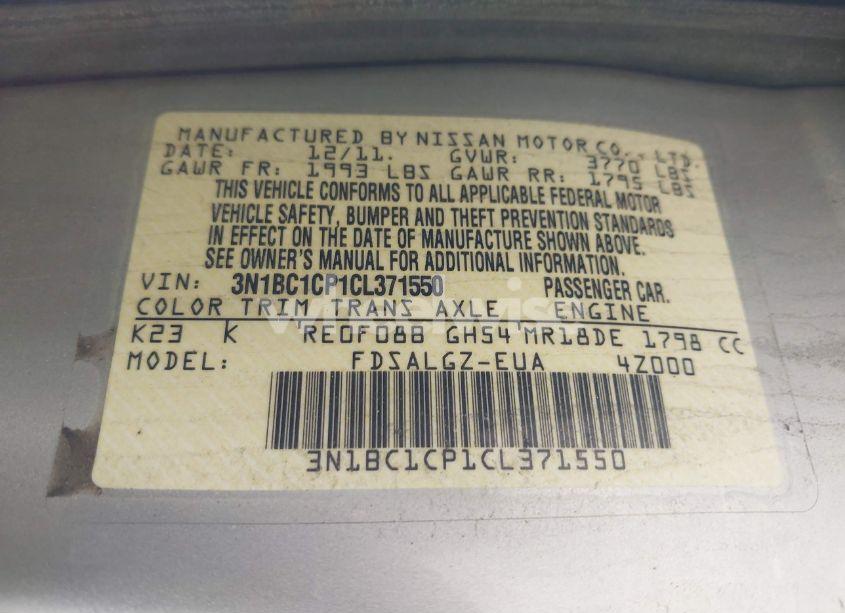 MANUFACTURED BY NISSAN MOTOR CO., LTD.
DATE: 12/11. GVWR: 3770 LBS
GAWR FR: 1993 LBS GAWR RR: 1795 LBS
THIS VEHICLE CONFORMS TO ALL APPLICABLE FEDERAL MOTOR
VEHICLE SAFETY, BUMPER AND THEFT PREVENTION STANDARDS
IN EFFECT ON THE DATE OF MANUFACTURE SHOWN ABOVE.
SEE OWNER'S MANUAL FOR ADDITIONAL INFORMATION.
VIN: 3N1BC1CP1CL371550 PASSENGER CAR.
COLOR TRIM TRANS AXLE ENGINE
K23 K RE0F08B GH54 MR18DE 1798 CC
MODEL: FDSALGZ-EUA 4Z000
3N1BC1CP1CL371550